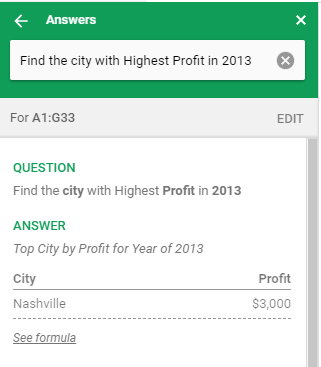 Answers
Find the city with Highest Profit in 2013
For A1:G33 EDIT
QUESTION
Find the city with Highest Profit in 2013
ANSWER
Top City by Profit for Year of 2013
City Profit
Nashville $3,000
See formula